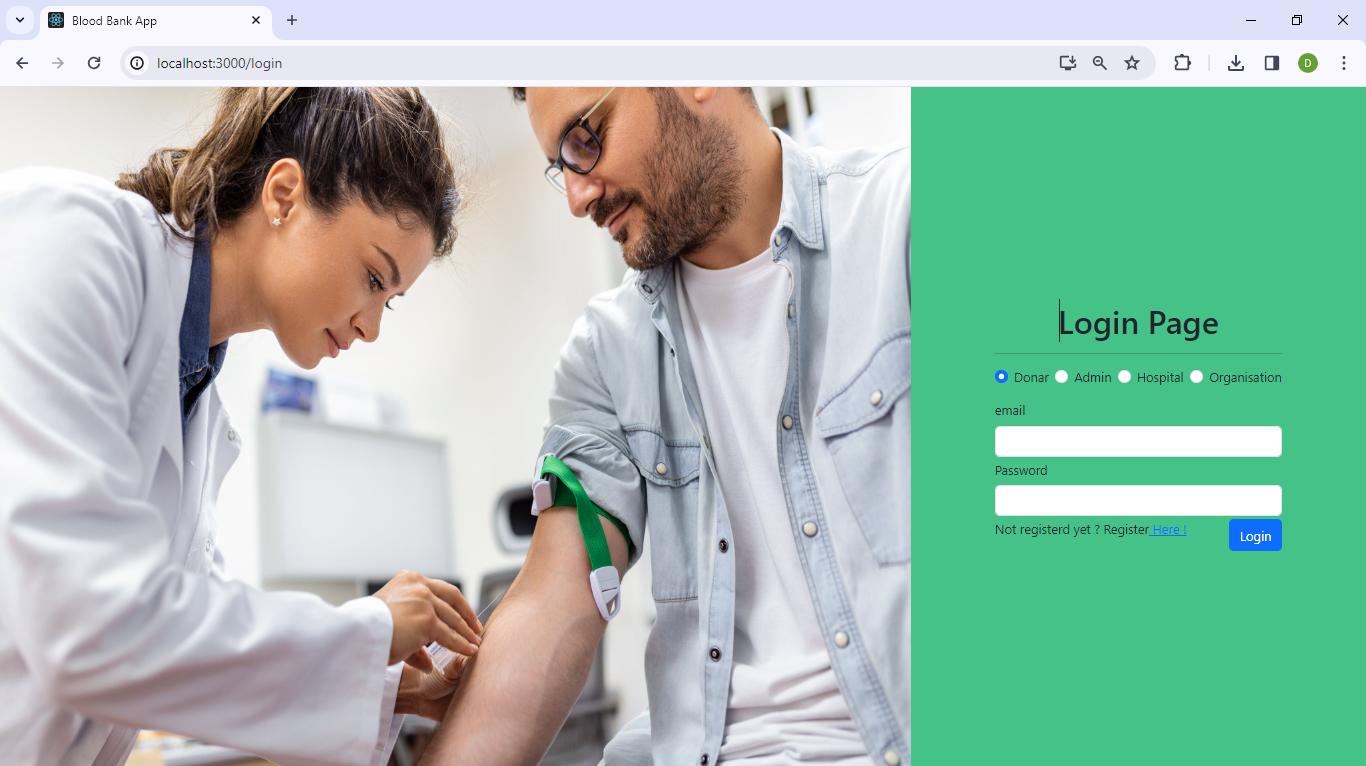 Blood Bank App
localhost:3000/login
D
Login Page
Donar Admin Hospital Organisation
email
Password
Not registerd yet ? Register Here !
Login